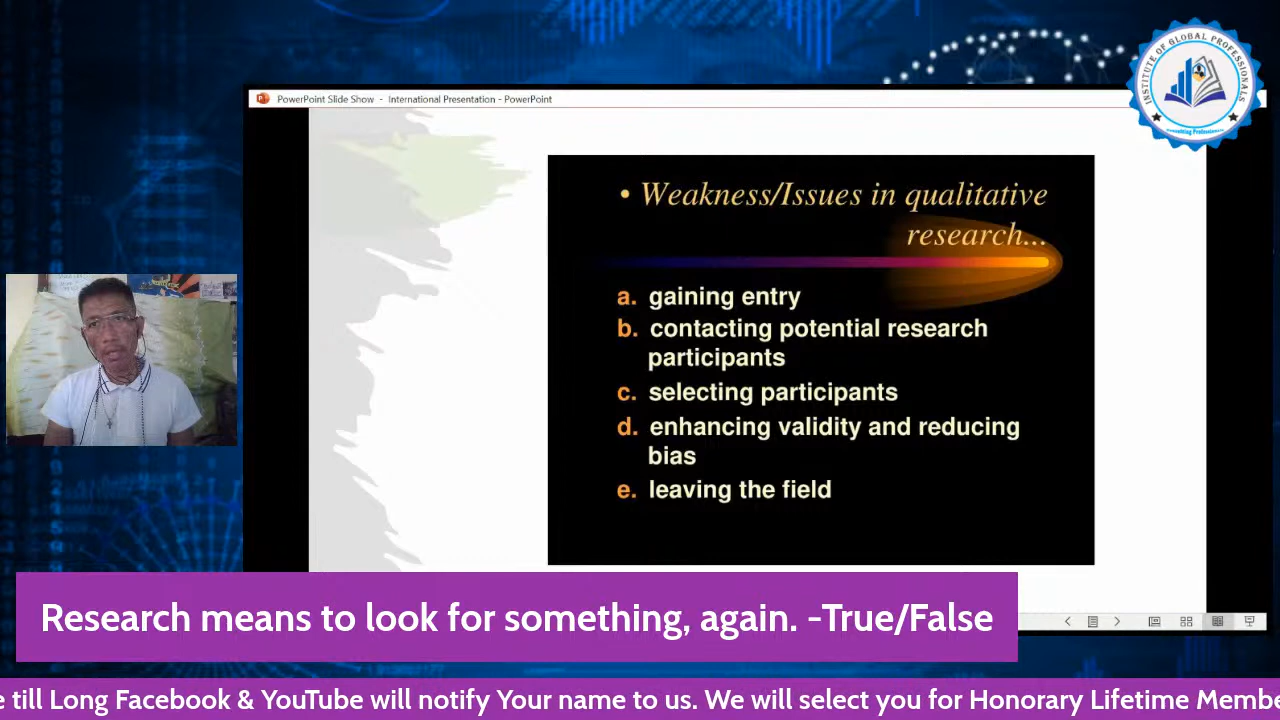 PowerPoint Slide Show - International Presentation - PowerPoint
INSTITUTE OF GLOBAL PROFESSIONALS
Consulting Professionals
• Weakness/Issues in qualitative
research...
a. gaining entry
b. contacting potential research
participants
c. selecting participants
d. enhancing validity and reducing
bias
e. leaving the field
Research means to look for something, again. -True/False
e till Long Facebook & YouTube will notify Your name to us. We will select you for Honorary Lifetime Membe